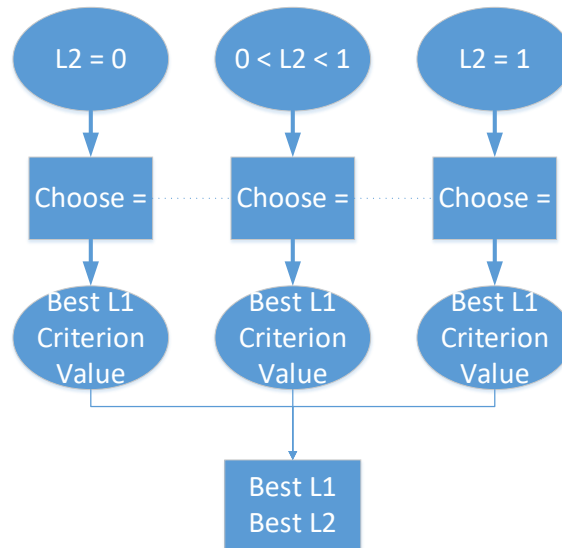 L2 = 0
0 < L2 < 1
L2 = 1
Choose =
Choose =
Choose =
Best L1
Criterion
Value
Best L1
Criterion
Value
Best L1
Criterion
Value
Best L1
Best L2